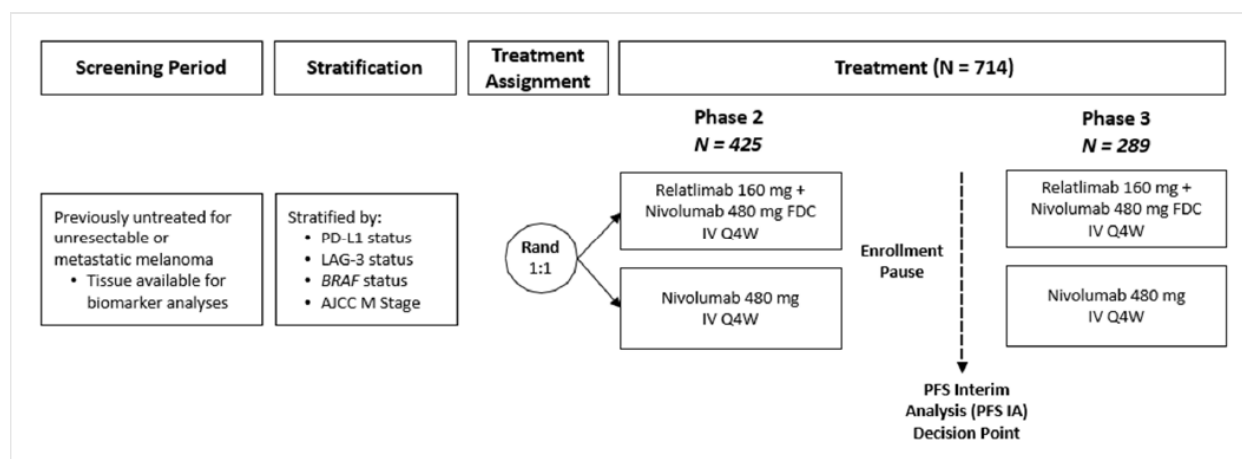 Screening Period
Stratification
Treatment
Assignment
Treatment (N = 714)
Phase 2
N = 425
Phase 3
N = 289
Previously untreated for
unresectable or
metastatic melanoma
• Tissue available for
biomarker analyses
Stratified by:
• PD-L1 status
• LAG-3 status
• BRAF status
• AJCC M Stage
Rand
1:1
Relatlimab 160 mg +
Nivolumab 480 mg FDC
IV Q4W
Nivolumab 480 mg
IV Q4W
Enrollment
Pause
PFS Interim
Analysis (PFS IA)
Decision Point
Relatlimab 160 mg +
Nivolumab 480 mg FDC
IV Q4W
Nivolumab 480 mg
IV Q4W